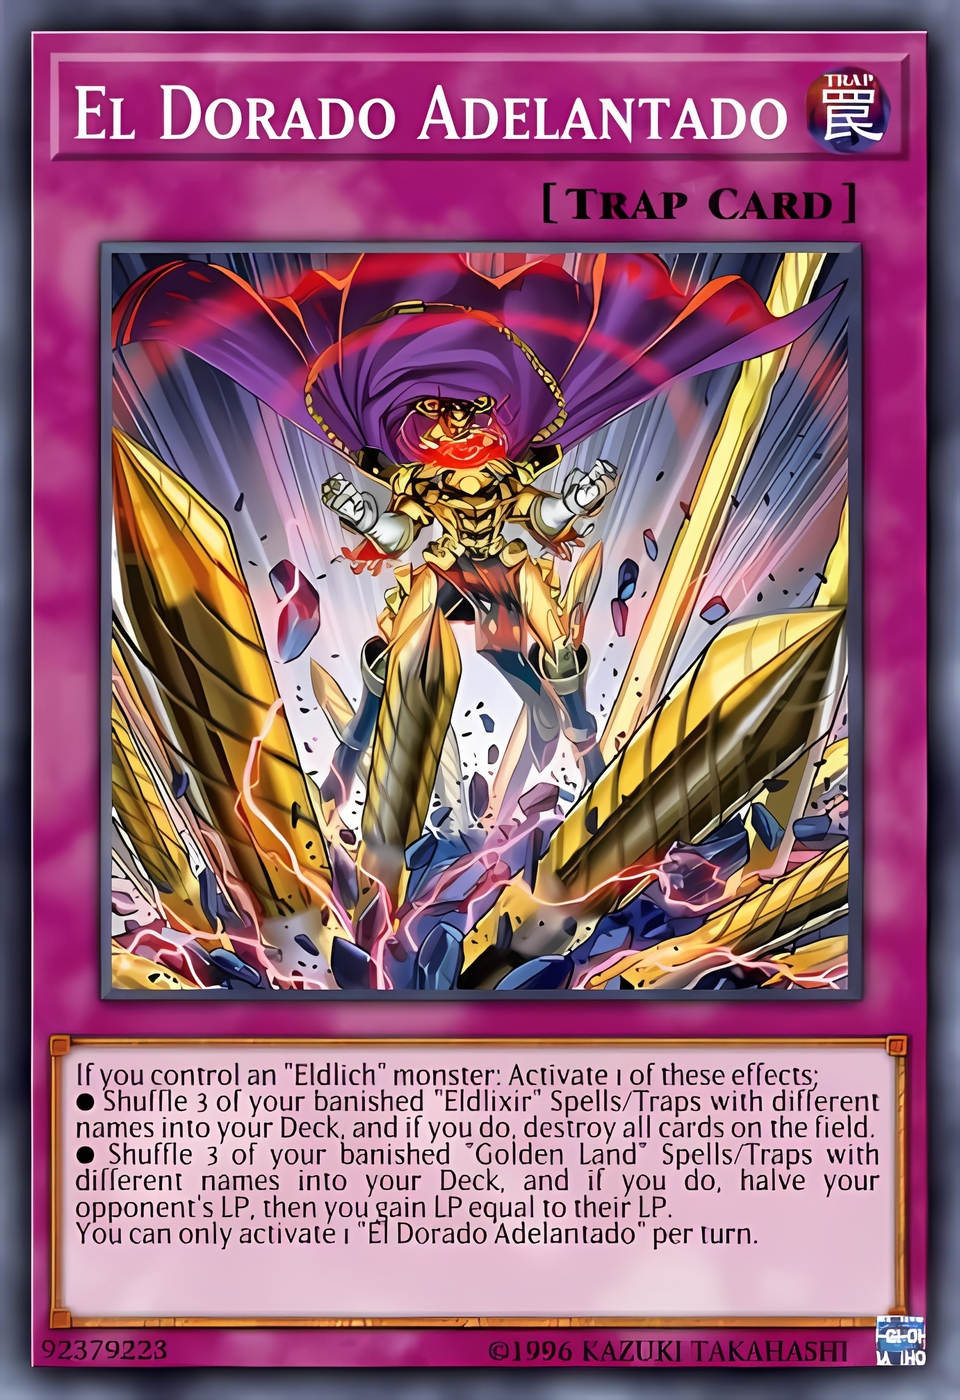 El Dorado Adelantado
TRAP
罠
[Trap Card]
If you control an "Eldlich" monster: Activate 1 of these effects;
● Shuffle 3 of your banished "Eldlixir" Spells/Traps with different
names into your Deck, and if you do, destroy all cards on the field.
● Shuffle 3 of your banished "Golden Land" Spells/Traps with
different names into your Deck, and if you do, halve your
opponent's LP, then you gain LP equal to their LP.
You can only activate 1 "El Dorado Adelantado" per turn.
92379223
©1996 KAZUKI TAKAHASHI